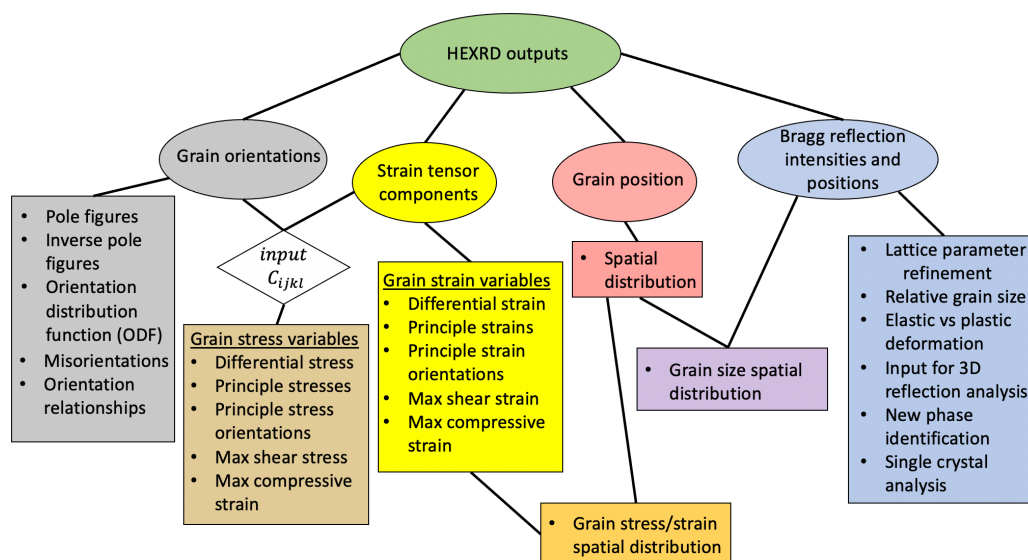 HEXRD outputs
Grain orientations
Strain tensor
components
Grain position
Bragg reflection
intensities and
positions
• Pole figures
• Inverse pole
figures
• Orientation
distribution
function (ODF)
• Misorientations
• Orientation
relationships
input
C_{ijkl}
Grain stress variables
• Differential stress
• Principle stresses
• Principle stress
orientations
• Max shear stress
• Max compressive
strain
Grain strain variables
• Differential strain
• Principle strains
• Principle strain
orientations
• Max shear strain
• Max compressive
strain
• Spatial
distribution
• Grain size spatial
distribution
• Grain stress/strain
spatial distribution
• Lattice parameter
refinement
• Relative grain size
• Elastic vs plastic
deformation
• Input for 3D
reflection analysis
• New phase
identification
• Single crystal
analysis